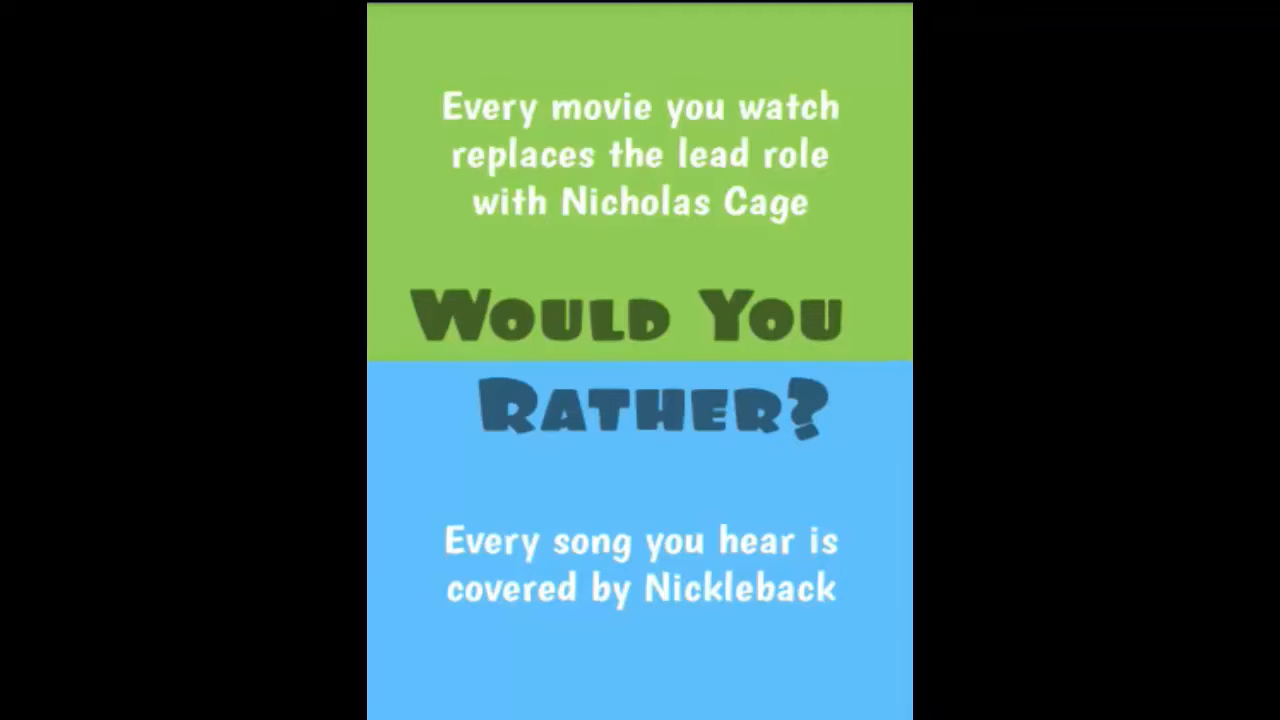 Every movie you watch
replaces the lead role
with Nicholas Cage
Would You
Rather?
Every song you hear is
covered by Nickleback